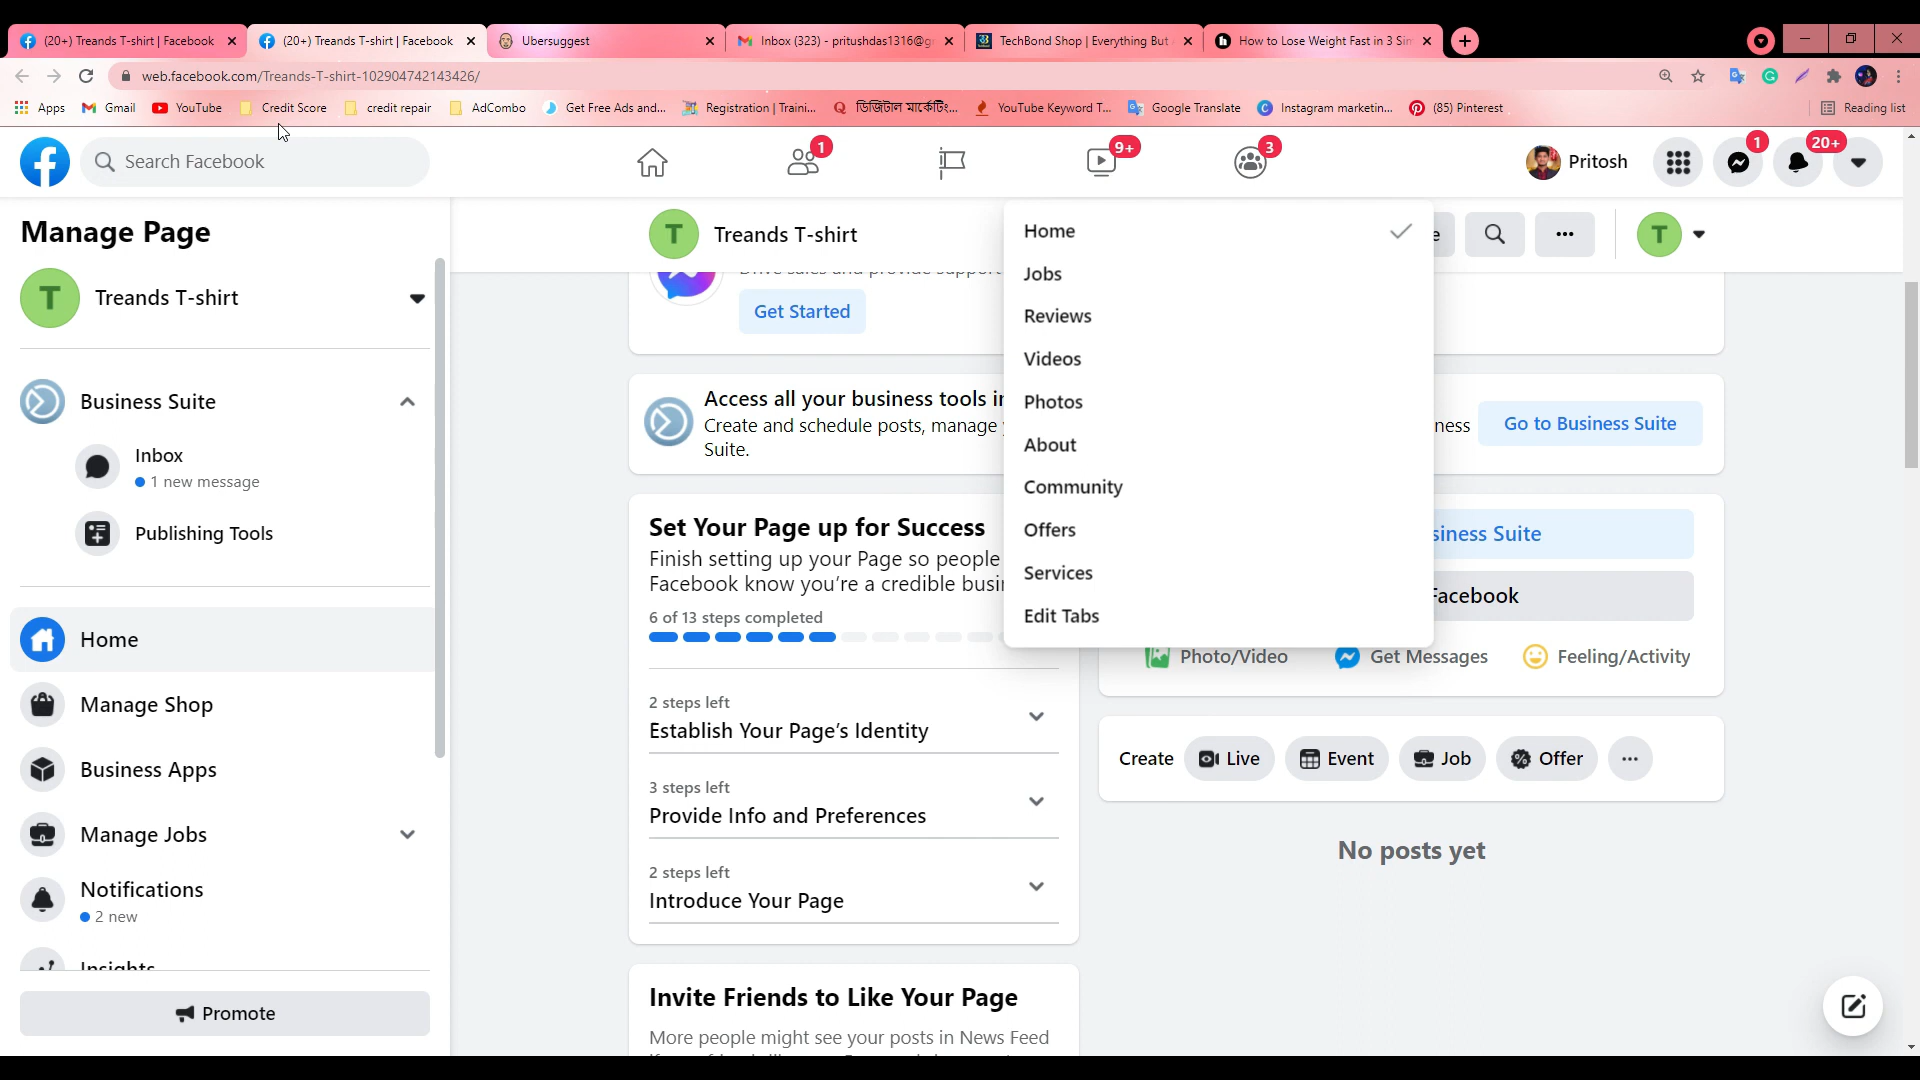 (20+) Treands T-shirt | Facebook
(20+) Treands T-shirt | Facebook
Ubersuggest
Inbox (323) - pritushdas1316@g
TechBond Shop | Everything But
How to Lose Weight Fast in 3 Sim
web.facebook.com/Treands-T-shirt-102904742143426/
Apps
Gmail
YouTube
Credit Score
credit repair
AdCombo
Get Free Ads and...
Registration | Traini...
ডিজিটাল মার্কেটিং...
YouTube Keyword T...
Google Translate
Instagram marketin...
(85) Pinterest
Reading list
Search Facebook
1
9+
3
Pritosh
1
20+
Manage Page
T
Treands T-shirt
Business Suite
Inbox
1 new message
Publishing Tools
Home
Manage Shop
Business Apps
Manage Jobs
Notifications
2 new
Insights
Promote
T
Treands T-shirt
e
T
Get Started
Access all your business tools in
Create and schedule posts, manage
Suite.
ness
Go to Business Suite
Home
Jobs
Reviews
Videos
Photos
About
Community
Offers
Services
Edit Tabs
Set Your Page up for Success
Finish setting up your Page so people
Facebook know you're a credible busi
6 of 13 steps completed
2 steps left
Establish Your Page's Identity
3 steps left
Provide Info and Preferences
2 steps left
Introduce Your Page
siness Suite
Facebook
Photo/Video
Get Messages
Feeling/Activity
Create
Live
Event
Job
Offer
No posts yet
Invite Friends to Like Your Page
More people might see your posts in News Feed